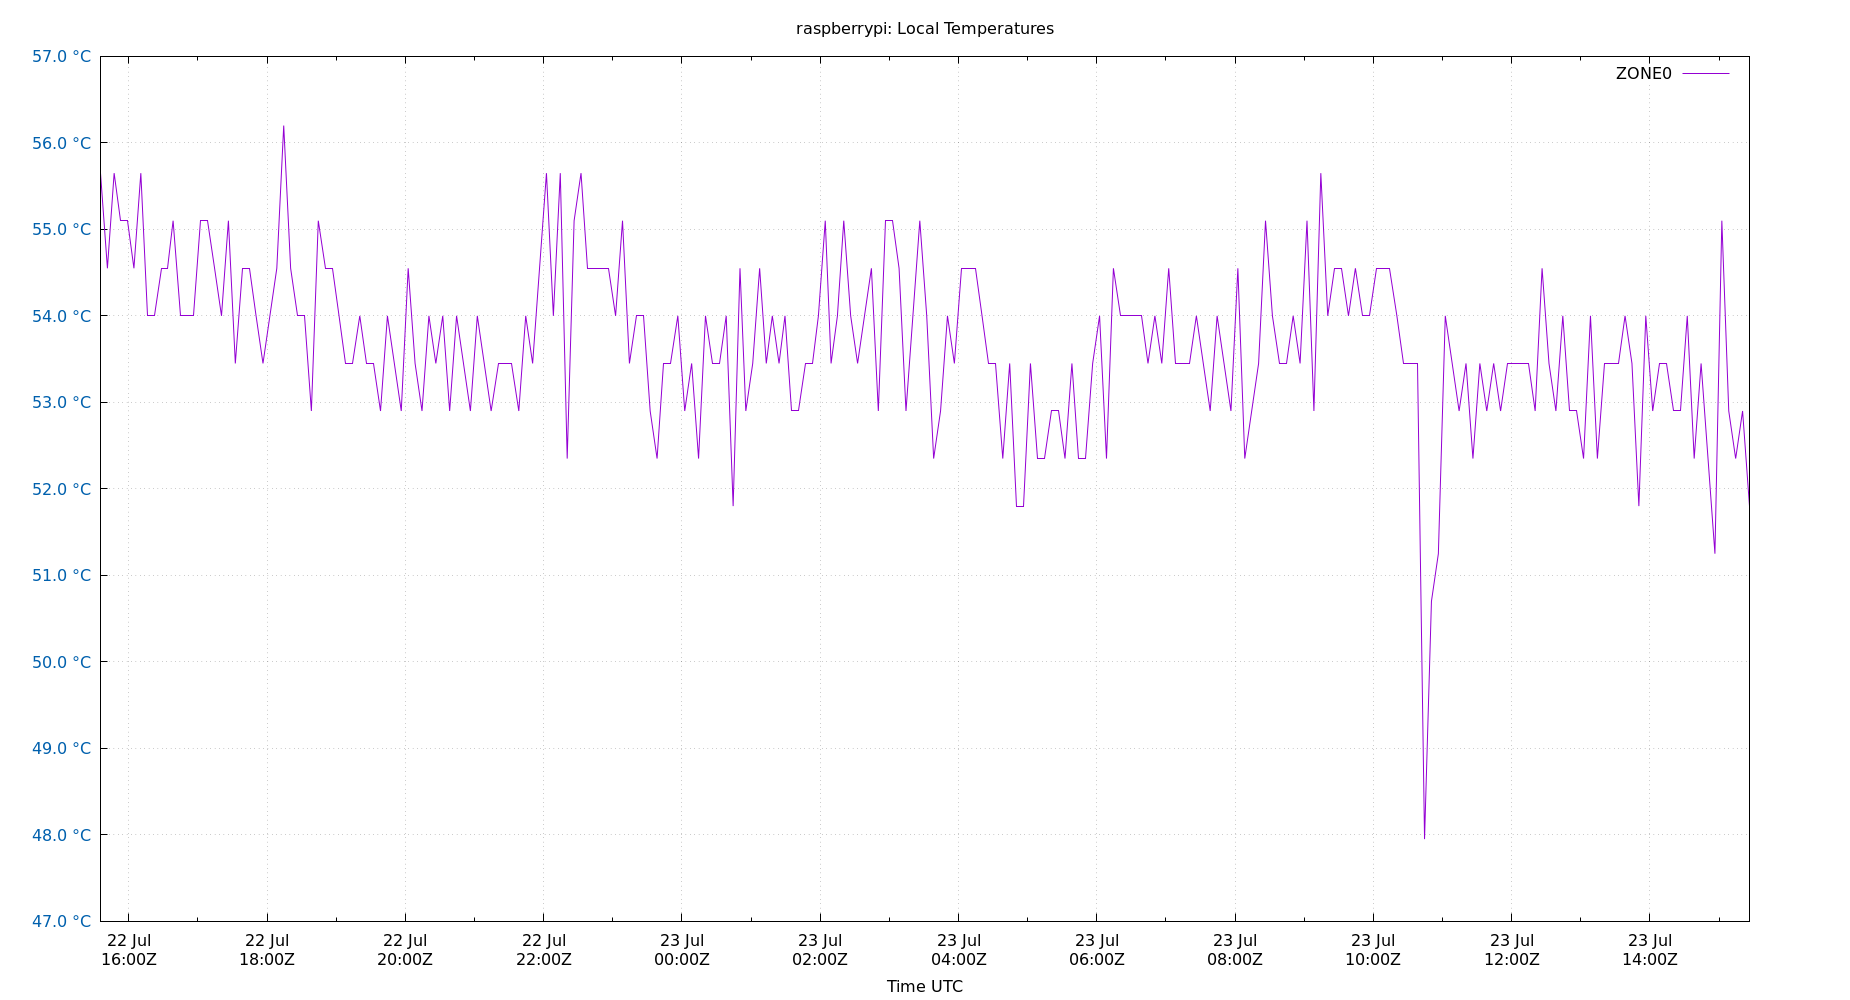 raspberrypi: Local Temperatures
57.0 °C
ZONE0
56.0 °C
55.0 °C
54.0 °C
53.0 °C
52.0 °C
51.0 °C
50.0 °C
49.0 °C
48.0 °C
47.0 °C
22 Jul 22 Jul 22 Jul 22 Jul 23 Jul 23 Jul 23 Jul 23 Jul 23 Jul 23 Jul 23 Jul 23 Jul
16:00Z 18:00Z 20:00Z 22:00Z 00:00Z 02:00Z 04:00Z 06:00Z 08:00Z 10:00Z 12:00Z 14:00Z
Time UTC